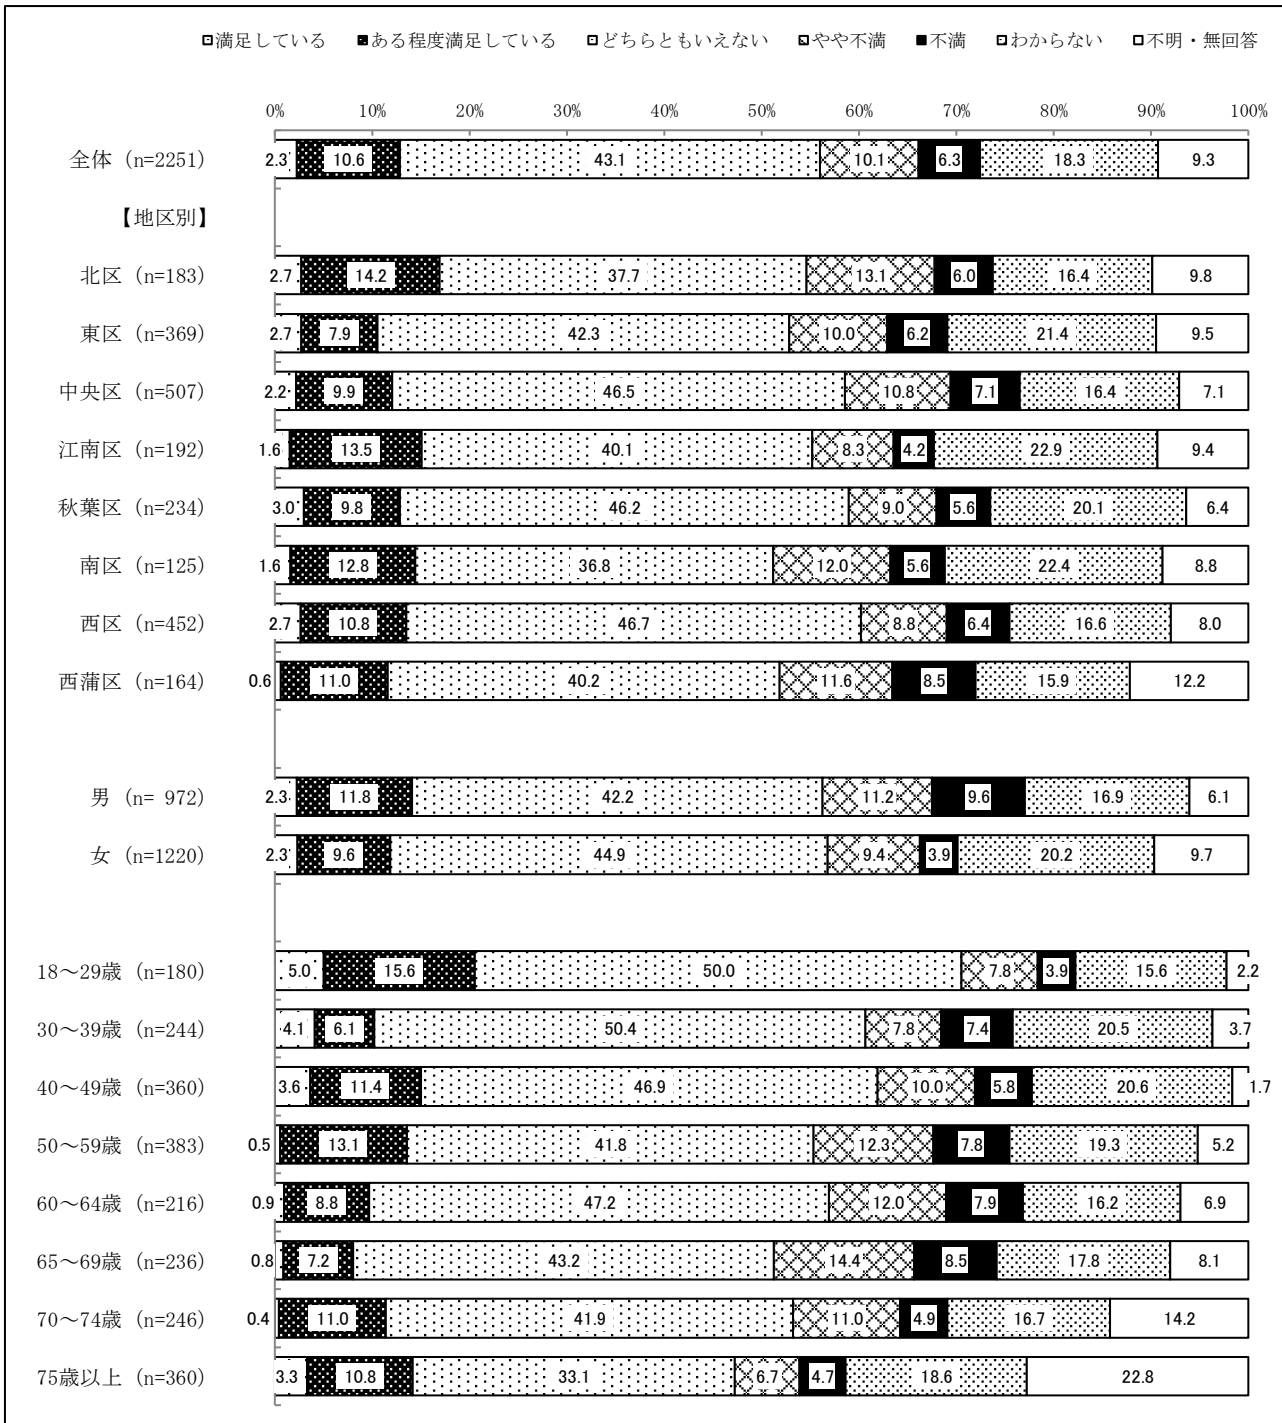 満足している ある程度満足している どちらともいえない やや不満 不満 わからない 不明・無回答
0% 10% 20% 30% 40% 50% 60% 70% 80% 90% 100%
全体 (n=2251) 2.3 10.6 43.1 10.1 6.3 18.3 9.3
【地区別】
北区 (n=183) 2.7 14.2 37.7 13.1 6.0 16.4 9.8
東区 (n=369) 2.7 7.9 42.3 10.0 6.2 21.4 9.5
中央区 (n=507) 2.2 9.9 46.5 10.8 7.1 16.4 7.1
江南区 (n=192) 1.6 13.5 40.1 8.3 4.2 22.9 9.4
秋葉区 (n=234) 3.0 9.8 46.2 9.0 5.6 20.1 6.4
南区 (n=125) 1.6 12.8 36.8 12.0 5.6 22.4 8.8
西区 (n=452) 2.7 10.8 46.7 8.8 6.4 16.6 8.0
西蒲区 (n=164) 0.6 11.0 40.2 11.6 8.5 15.9 12.2
男 (n= 972) 2.3 11.8 42.2 11.2 9.6 16.9 6.1
女 (n=1220) 2.3 9.6 44.9 9.4 3.9 20.2 9.7
18～29歳 (n=180) 5.0 15.6 50.0 7.8 3.9 15.6 2.2
30～39歳 (n=244) 4.1 6.1 50.4 7.8 7.4 20.5 3.7
40～49歳 (n=360) 3.6 11.4 46.9 10.0 5.8 20.6 1.7
50～59歳 (n=383) 0.5 13.1 41.8 12.3 7.8 19.3 5.2
60～64歳 (n=216) 0.9 8.8 47.2 12.0 7.9 16.2 6.9
65～69歳 (n=236) 0.8 7.2 43.2 14.4 8.5 17.8 8.1
70～74歳 (n=246) 0.4 11.0 41.9 11.0 4.9 16.7 14.2
75歳以上 (n=360) 3.3 10.8 33.1 6.7 4.7 18.6 22.8